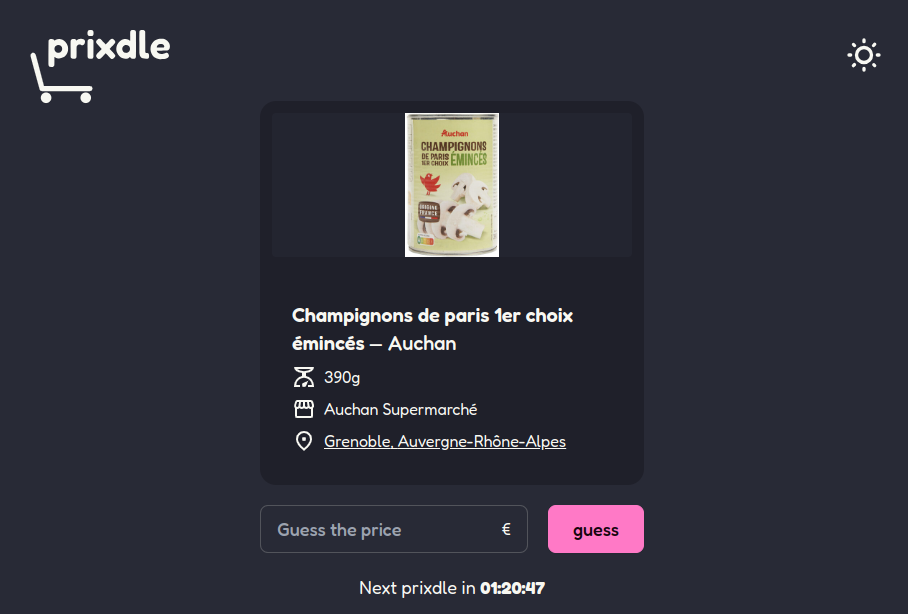 prixdle
Auchan
CHAMPIGNONS
DE PARIS
1ER CHOIX ÉMINCÉS
Champignons de paris 1er choix
émincés — Auchan
390g
Auchan Supermarché
Grenoble, Auvergne-Rhône-Alpes
Guess the price €
guess
Next prixdle in 01:20:47